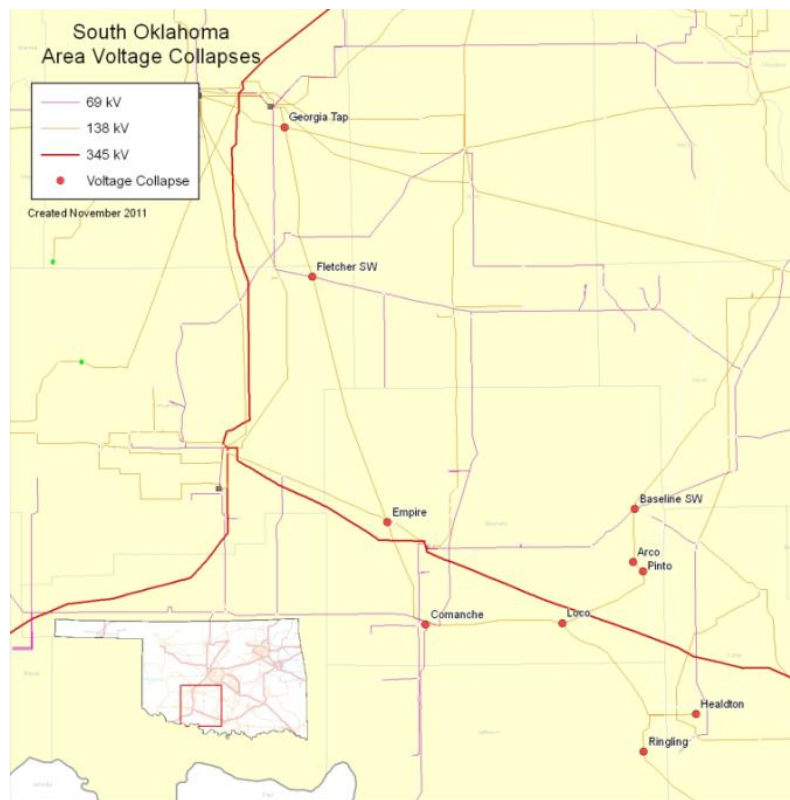 South Oklahoma
Area Voltage Collapses
69 kV
138 kV
345 kV
Voltage Collapse
Created November 2011
Georgia Tap
Fletcher SW
Empire
Baseline SW
Arco
Pinto
Comanche
Loco
Healdton
Ringling